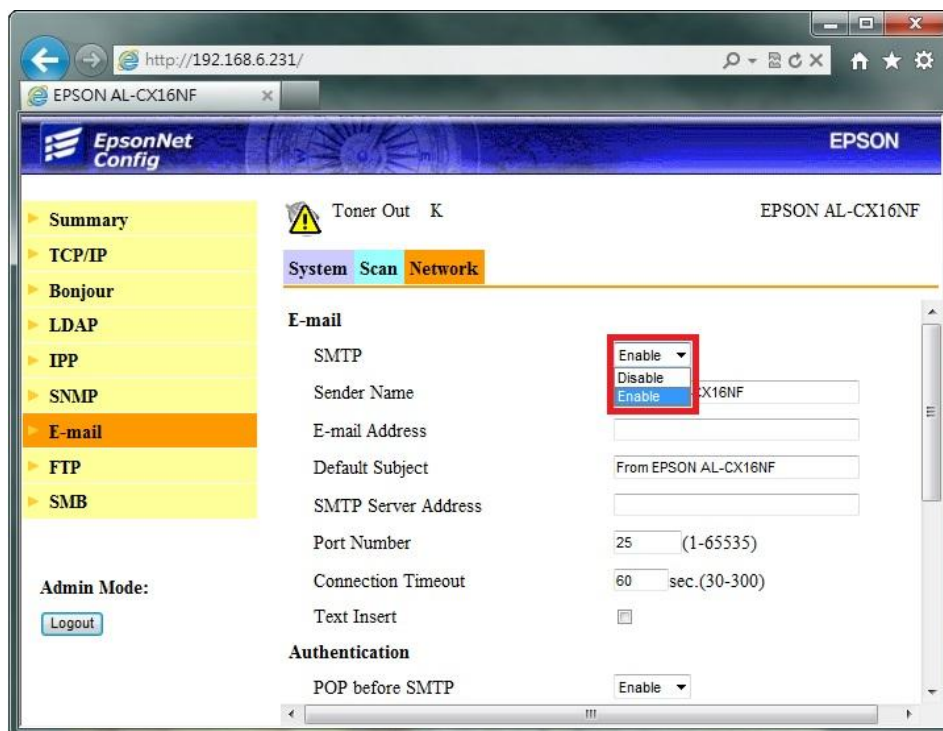 http://192.168.6.231/
EPSON AL-CX16NF
EpsonNet
Config
EPSON
Summary
TCP/IP
Bonjour
LDAP
IPP
SNMP
E-mail
FTP
SMB
Admin Mode:
Logout
Toner Out K
EPSON AL-CX16NF
System Scan Network
E-mail
SMTP Enable
Disable
Enable
Sender Name CX16NF
E-mail Address
Default Subject From EPSON AL-CX16NF
SMTP Server Address
Port Number 25 (1-65535)
Connection Timeout 60 sec.(30-300)
Text Insert
Authentication
POP before SMTP Enable